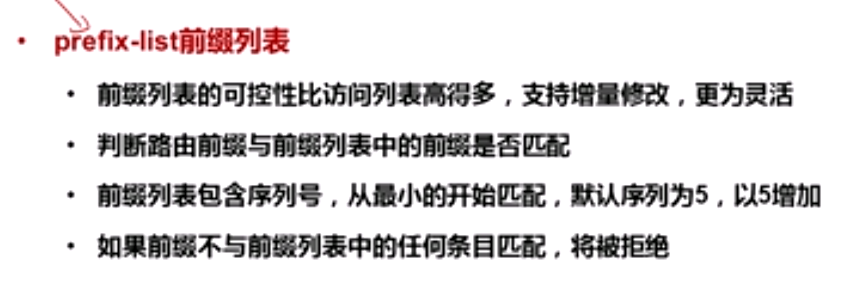 • prefix-list前缀列表
• 前缀列表的可控性比访问列表高得多，支持增量修改，更为灵活
• 判断路由前缀与前缀列表中的前缀是否匹配
• 前缀列表包含序列号，从最小的开始匹配，默认序列为5，以5增加
• 如果前缀不与前缀列表中的任何条目匹配，将被拒绝